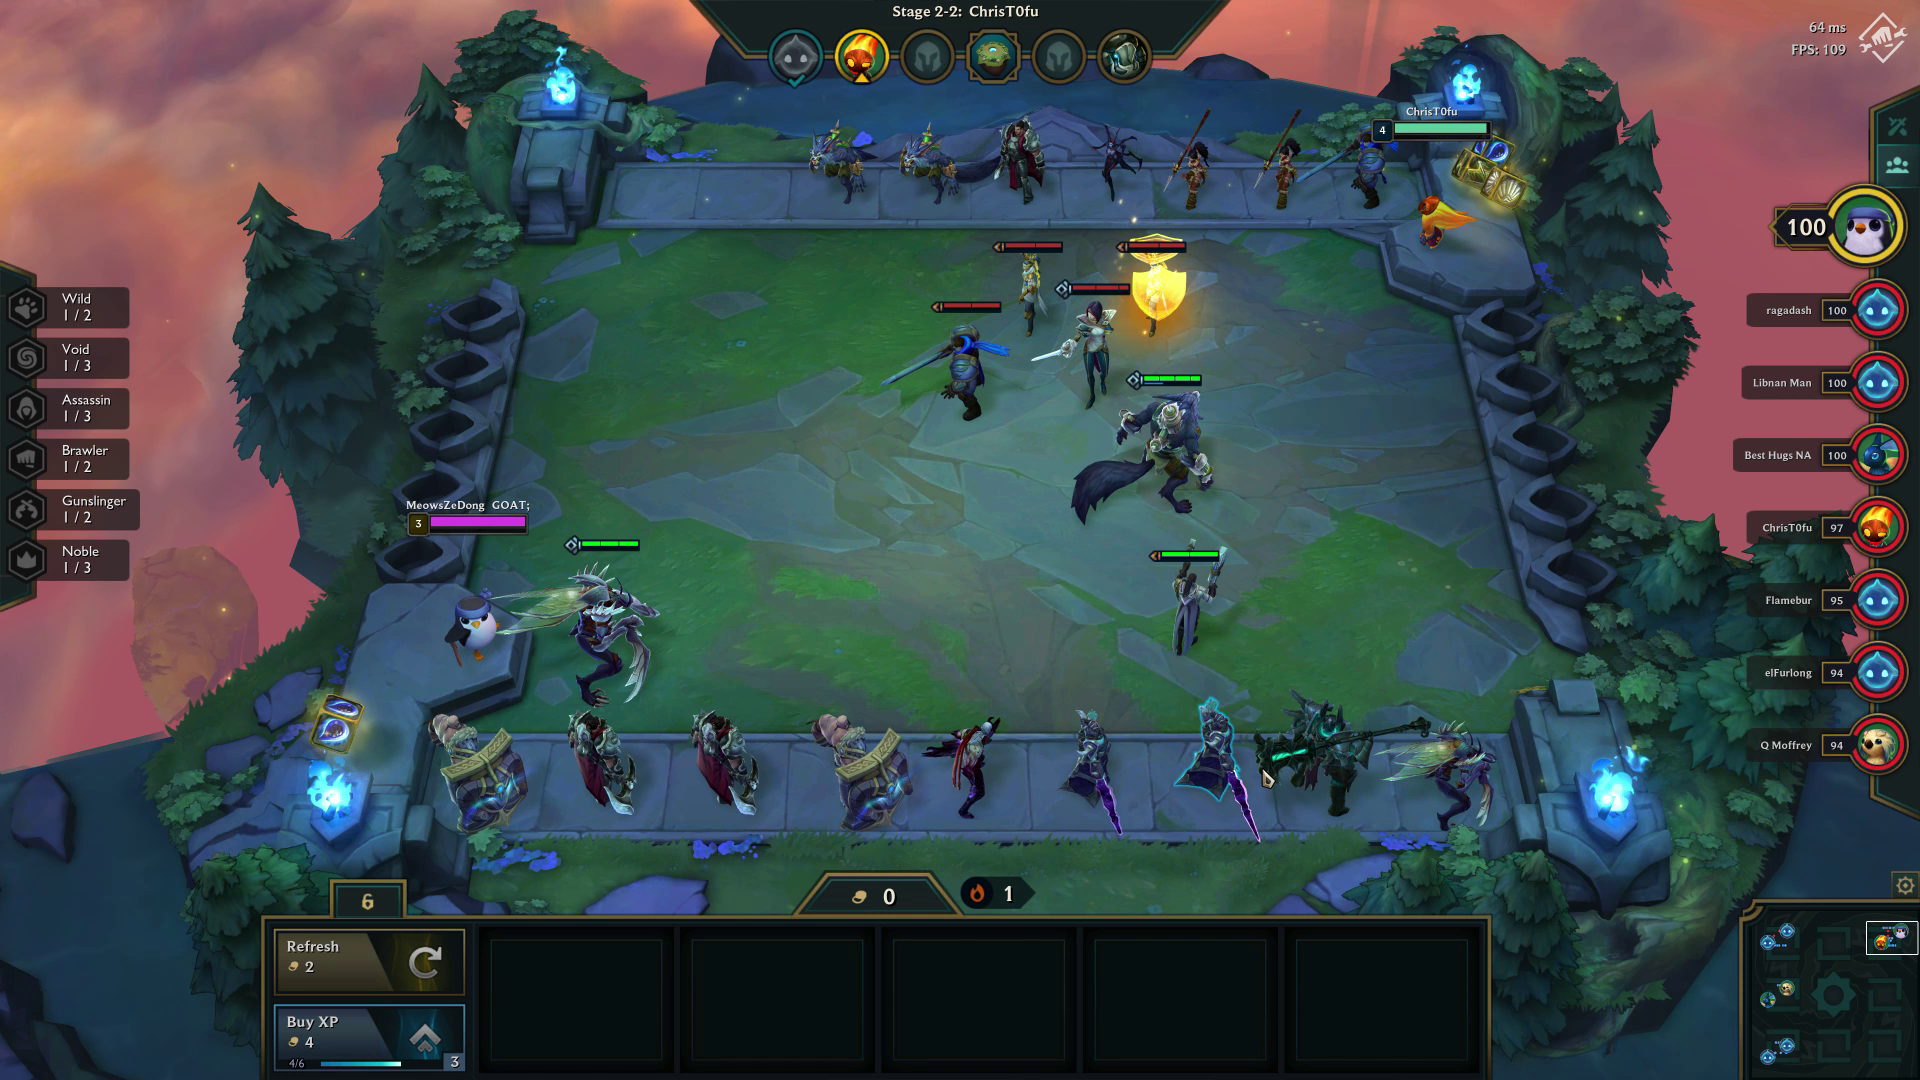 Stage 2-2: ChrisT0fu
64 ms
FPS: 109
ChrisT0fu
4
100
ragadash 100
Libnan Man 100
Best Hugs NA 100
ChrisT0fu 97
Flamebur 95
elFurlong 94
Q Moffrey 94
Wild
1 / 2
Void
1 / 3
Assassin
1 / 3
Brawler
1 / 2
Gunslinger
1 / 2
Noble
1 / 3
MeowsZeDong GOAT;
3
6
0
1
Refresh
2
Buy XP
4
4/6
3